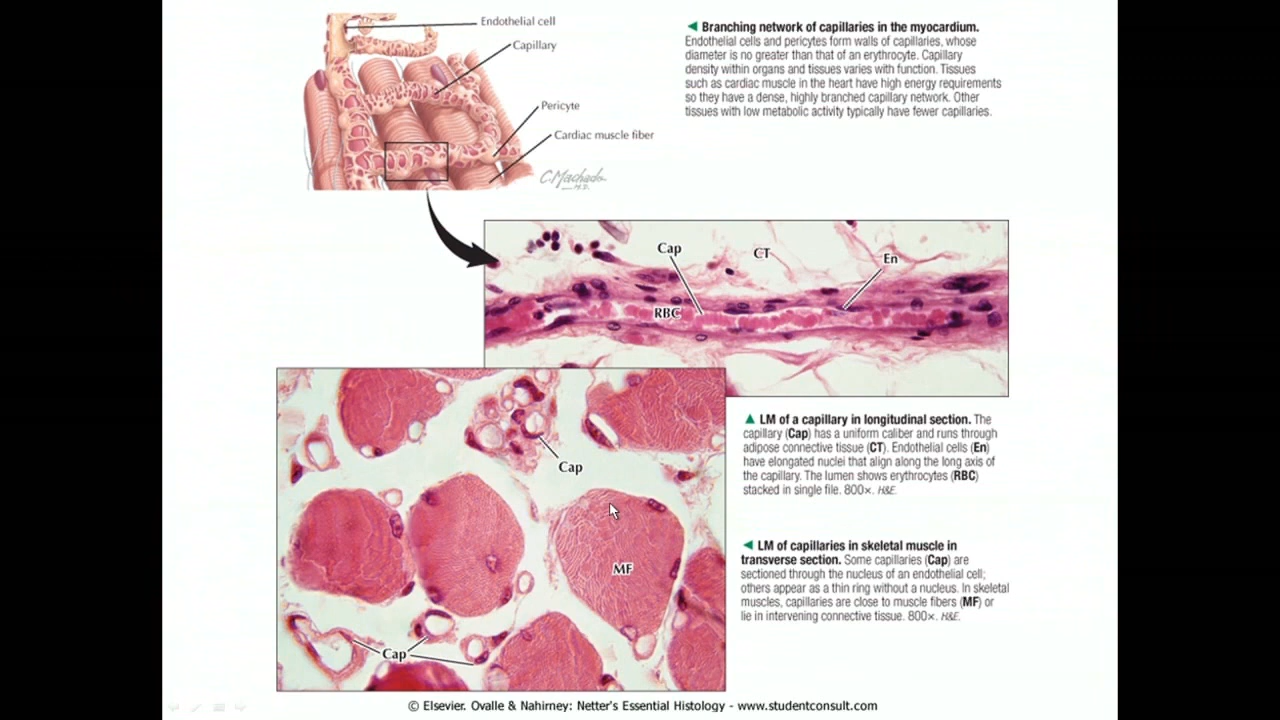 Endothelial cell
Capillary
Pericyte
Cardiac muscle fiber
C.Machado
M.D.
◄ Branching network of capillaries in the myocardium.
Endothelial cells and pericytes form walls of capillaries, whose
diameter is no greater than that of an erythrocyte. Capillary
density within organs and tissues varies with function. Tissues
such as cardiac muscle in the heart have high energy requirements
so they have a dense, highly branched capillary network. Other
tissues with low metabolic activity typically have fewer capillaries.
Cap
CT
En
RBC
▲ LM of a capillary in longitudinal section. The
capillary (Cap) has a uniform caliber and runs through
adipose connective tissue (CT). Endothelial cells (En)
have elongated nuclei that align along the long axis of
the capillary. The lumen shows erythrocytes (RBC)
stacked in single file. 800×. H&E.
Cap
MF
Cap
◄ LM of capillaries in skeletal muscle in
transverse section. Some capillaries (Cap) are
sectioned through the nucleus of an endothelial cell;
others appear as a thin ring without a nucleus. In skeletal
muscles, capillaries are close to muscle fibers (MF) or
lie in intervening connective tissue. 800×. H&E.
© Elsevier. Ovalle & Nahirney: Netter's Essential Histology - www.studentconsult.com